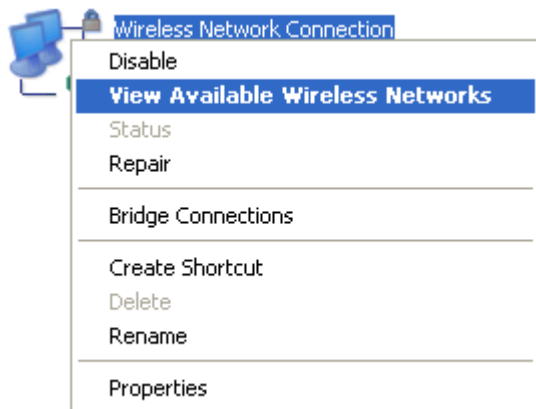 Wireless Network Connection
Disable
View Available Wireless Networks
Status
Repair
Bridge Connections
Create Shortcut
Delete
Rename
Properties